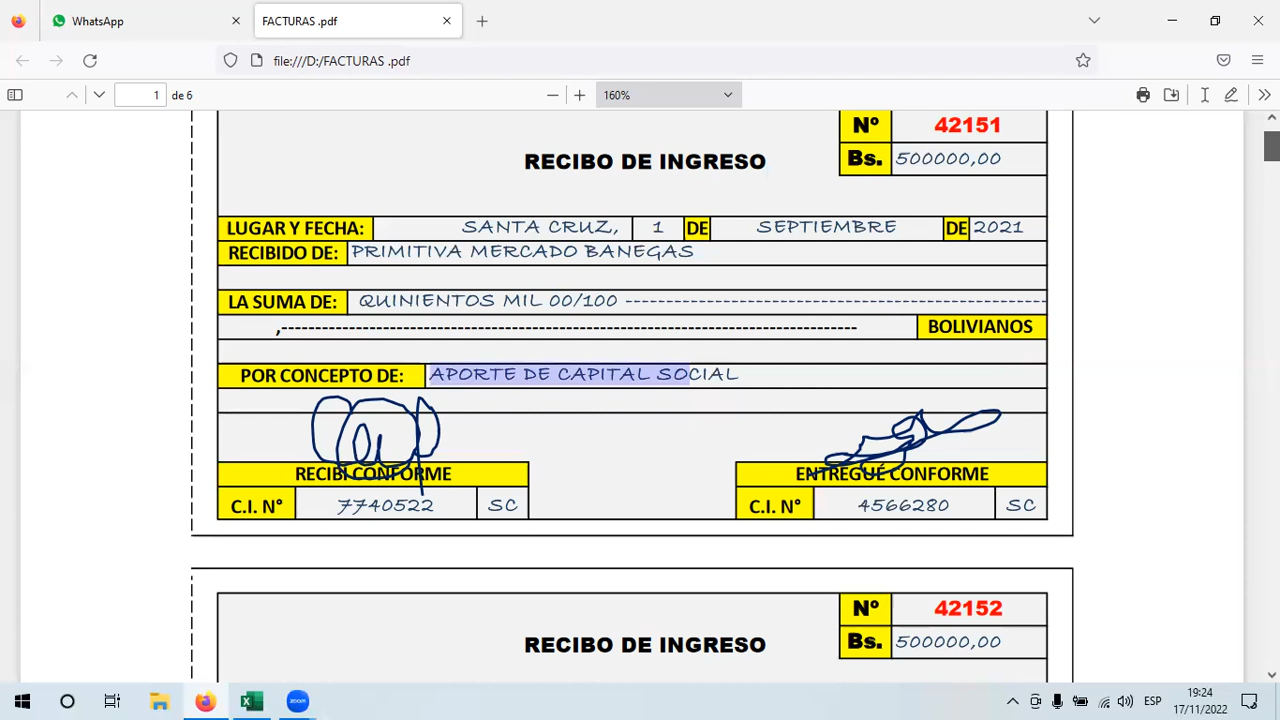 WhatsApp
FACTURAS .pdf
file:///D:/FACTURAS .pdf
1 de 6
160%
Nº 42151
RECIBO DE INGRESO
Bs. 500000,00
LUGAR Y FECHA: SANTA CRUZ, 1 DE SEPTIEMBRE DE 2021
RECIBIDO DE: PRIMITIVA MERCADO BANEGAS
LA SUMA DE: QUINIENTOS MIL 00/100 ------------------------------------------------------------
,------------------------------------------------------------------------------------- BOLIVIANOS
POR CONCEPTO DE: APORTE DE CAPITAL SOCIAL
RECIBI CONFORME ENTREGUÉ CONFORME
C.I. N° 7740522 SC C.I. N° 4566280 SC
Nº 42152
RECIBO DE INGRESO
Bs. 500000,00
zoom
ESP
19:24
17/11/2022